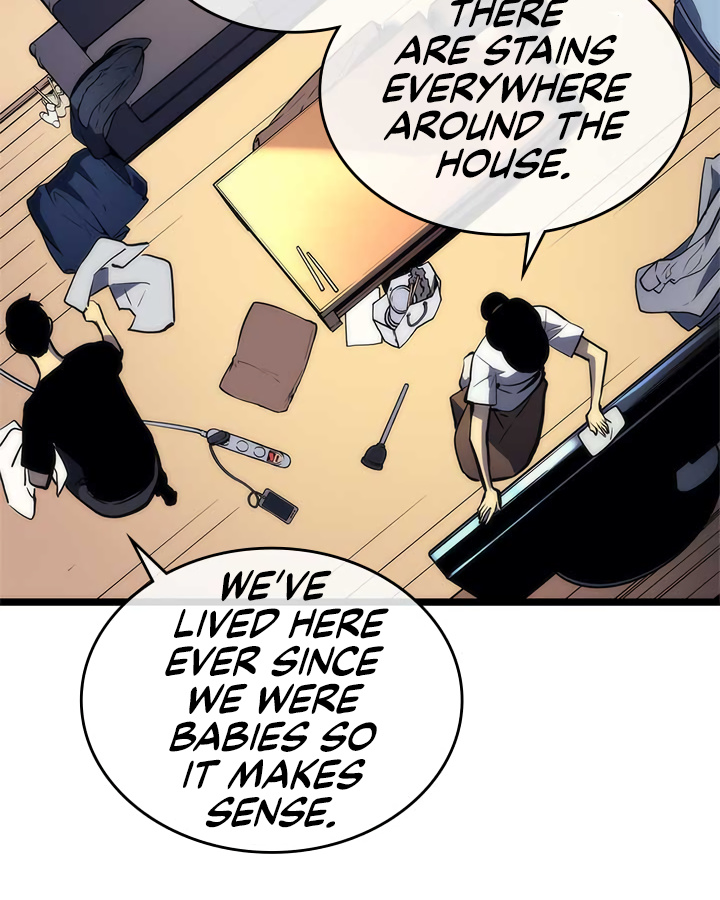 THERE
ARE STAINS
EVERYWHERE
AROUND THE
HOUSE.
WE'VE
LIVED HERE
EVER SINCE
WE WERE
BABIES SO
IT MAKES
SENSE.